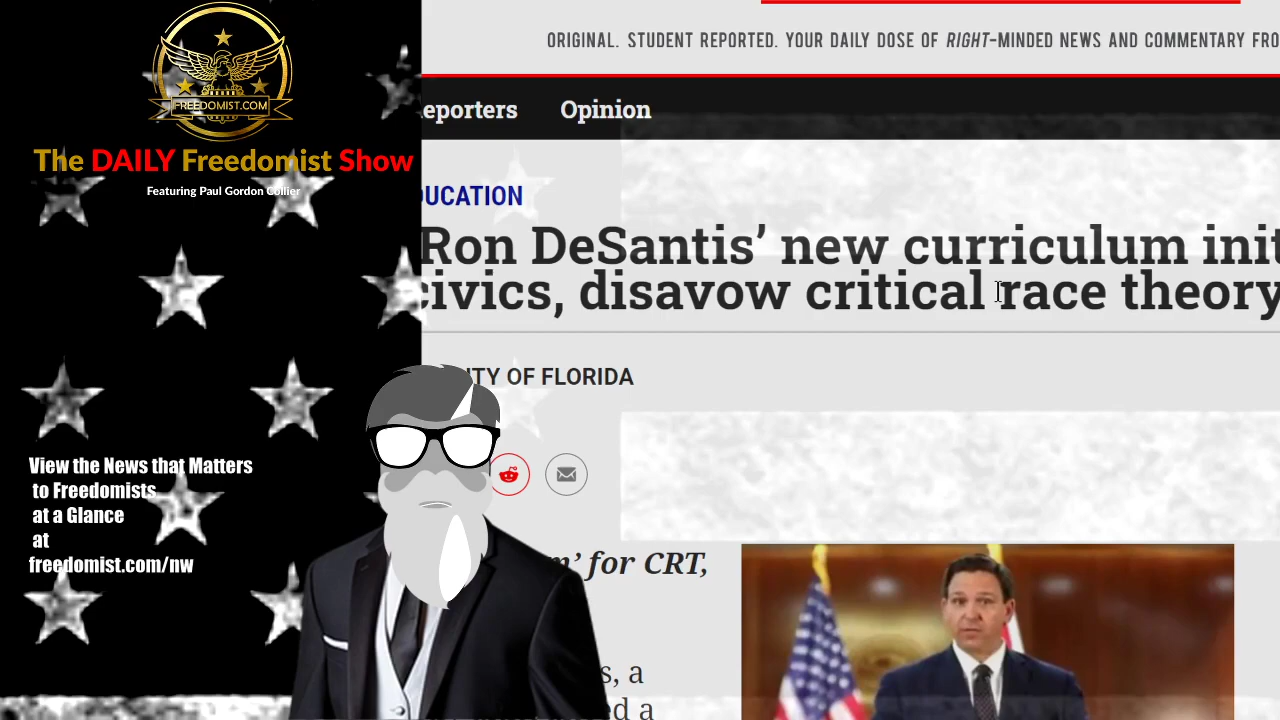 FREEDOMIST.COM
The DAILY Freedomist Show
Featuring Paul Gordon Collier
View the News that Matters
to Freedomists
at a Glance
at
freedomist.com/nw
ORIGINAL. STUDENT REPORTED. YOUR DAILY DOSE OF RIGHT-MINDED NEWS AND COMMENTARY FRO
eporters Opinion
UCATION
Ron DeSantis’ new curriculum init
civics, disavow critical race theory
ITY OF FLORIDA
m’ for CRT,
s, a
d a